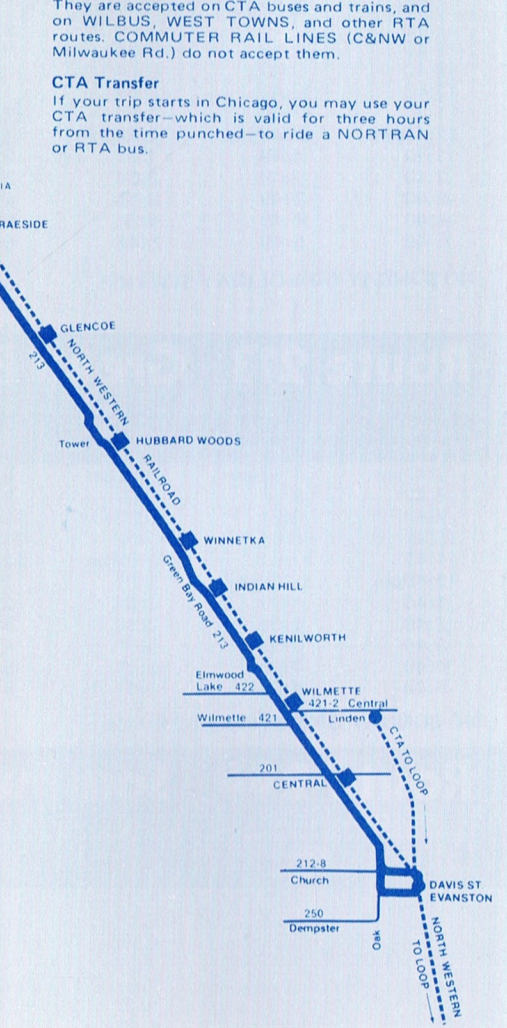 They are accepted on CTA buses and trains, and
on WILBUS, WEST TOWNS, and other RTA
routes. COMMUTER RAIL LINES (C&NW or
Milwaukee Rd.) do not accept them.
CTA Transfer
If your trip starts in Chicago, you may use your
CTA transfer—which is valid for three hours
from the time punched—to ride a NORTRAN
or RTA bus.
IA
RAESIDE
GLENCOE
213
NORTH WESTERN
Tower
HUBBARD WOODS
RAILROAD
WINNETKA
Green Bay Road 213
INDIAN HILL
KENILWORTH
Elmwood
Lake 422
WILMETTE
421-2 Central
Wilmette 421
Linden
CTA TO LOOP
201
CENTRAL
212-8
Church
DAVIS ST
EVANSTON
250
Dempster
Oak
NORTH WESTERN
TO LOOP